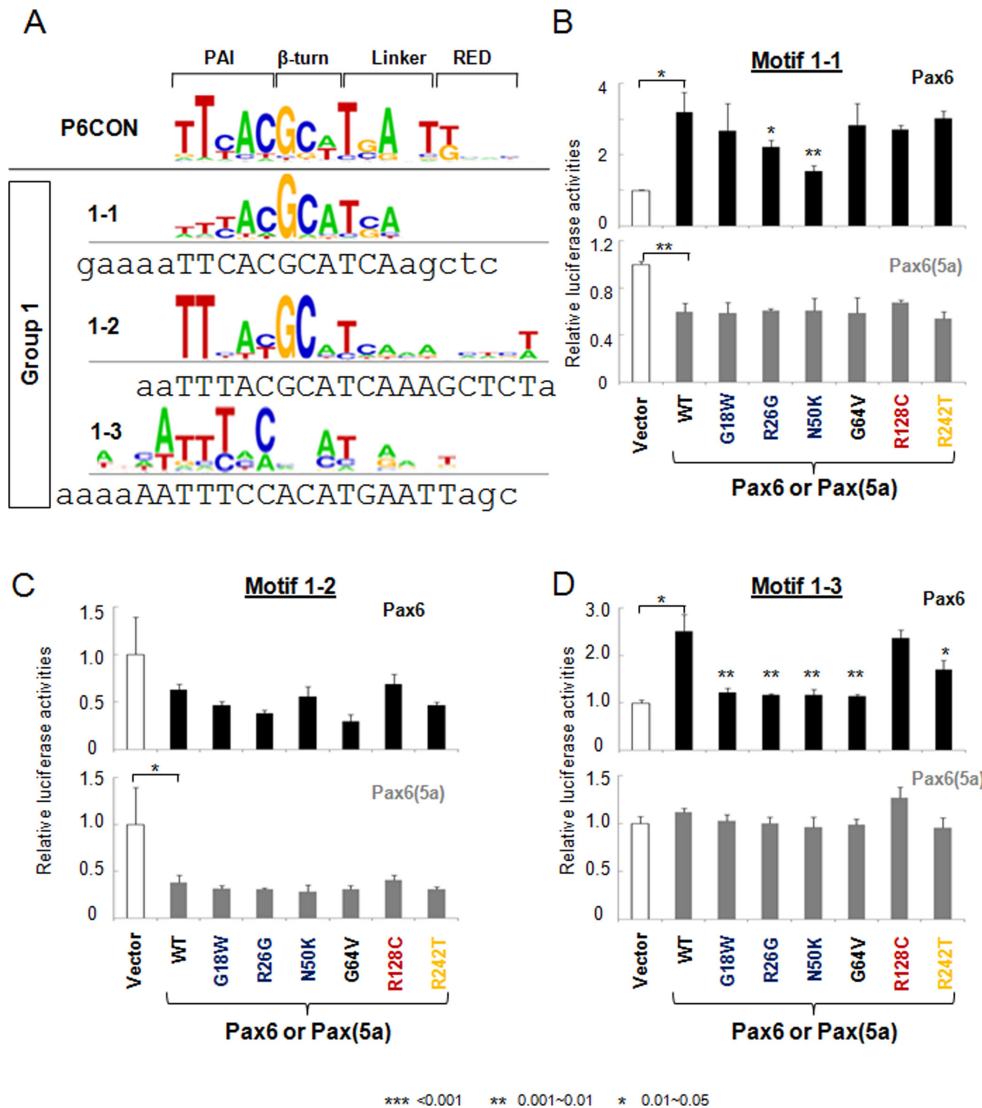 A
PAI β-turn Linker RED
P6CON TTCACGCATGA TT
Group 1
1-1 TTTACGCATCA
gaaaaTTCACGCATCAagctc
1-2
aaTTTACGCATCAAAGCTCTa
1-3
aaaaAATTTCCACATGAATTagc
B
Motif 1-1
Pax6
Relative luciferase activities
4
2
0
*
*
**
Pax6(5a)
1.2
0.8
0.4
0
**
Vector WT G18W R26G N50K G64V R128C R242T
Pax6 or Pax(5a)
C
Motif 1-2
Pax6
Relative luciferase activities
1.5
1.0
0.5
0
Pax6(5a)
1.5
1.0
0.5
0
*
Vector WT G18W R26G N50K G64V R128C R242T
Pax6 or Pax(5a)
D
Motif 1-3
Pax6
Relative luciferase activities
3.0
2.0
1.0
0
*
** ** ** ** *
Pax6(5a)
1.5
1.0
0.5
0
Vector WT G18W R26G N50K G64V R128C R242T
Pax6 or Pax(5a)
*** <0.001 ** 0.001~0.01 * 0.01~0.05